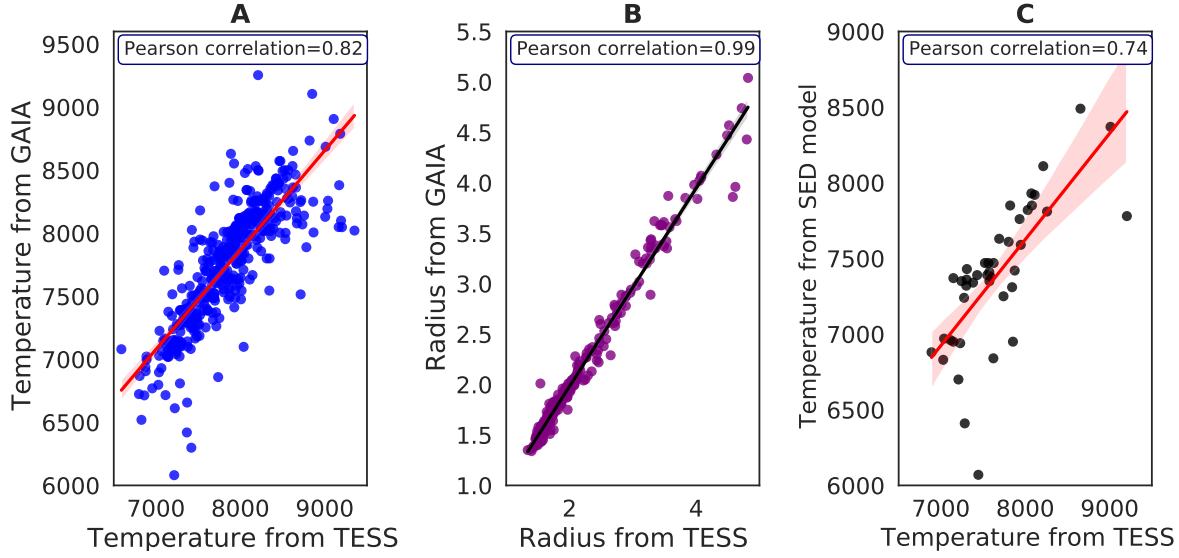 A
Pearson correlation=0.82
9500
9000
8500
8000
7500
7000
6500
6000
Temperature from GAIA
7000 8000 9000
Temperature from TESS
B
Pearson correlation=0.99
5.5
5.0
4.5
4.0
3.5
3.0
2.5
2.0
1.5
1.0
Radius from GAIA
2 4
Radius from TESS
C
Pearson correlation=0.74
9000
8500
8000
7500
7000
6500
6000
Temperature from SED model
7000 8000 9000
Temperature from TESS